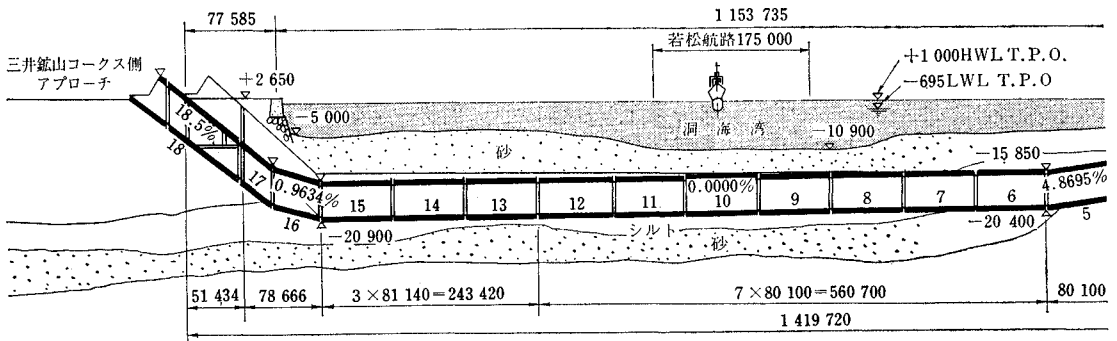 77 585
1 153 735
若松航路175 000
三井鉱山コークス側
アプローチ
+2 650
+1 000HWL T.P.O.
-695LWL T.P.O
-5 000
洞海湾
-10 900
18.5%
砂
-15 850
18
17
0.9634%
15
14
13
12
11
0.0000%
10
9
8
7
6
4.8695%
5
16
-20 900
シルト
-20 400
砂
51 434
78 666
3×81 140=243 420
7×80 100=560 700
80 100
1 419 720